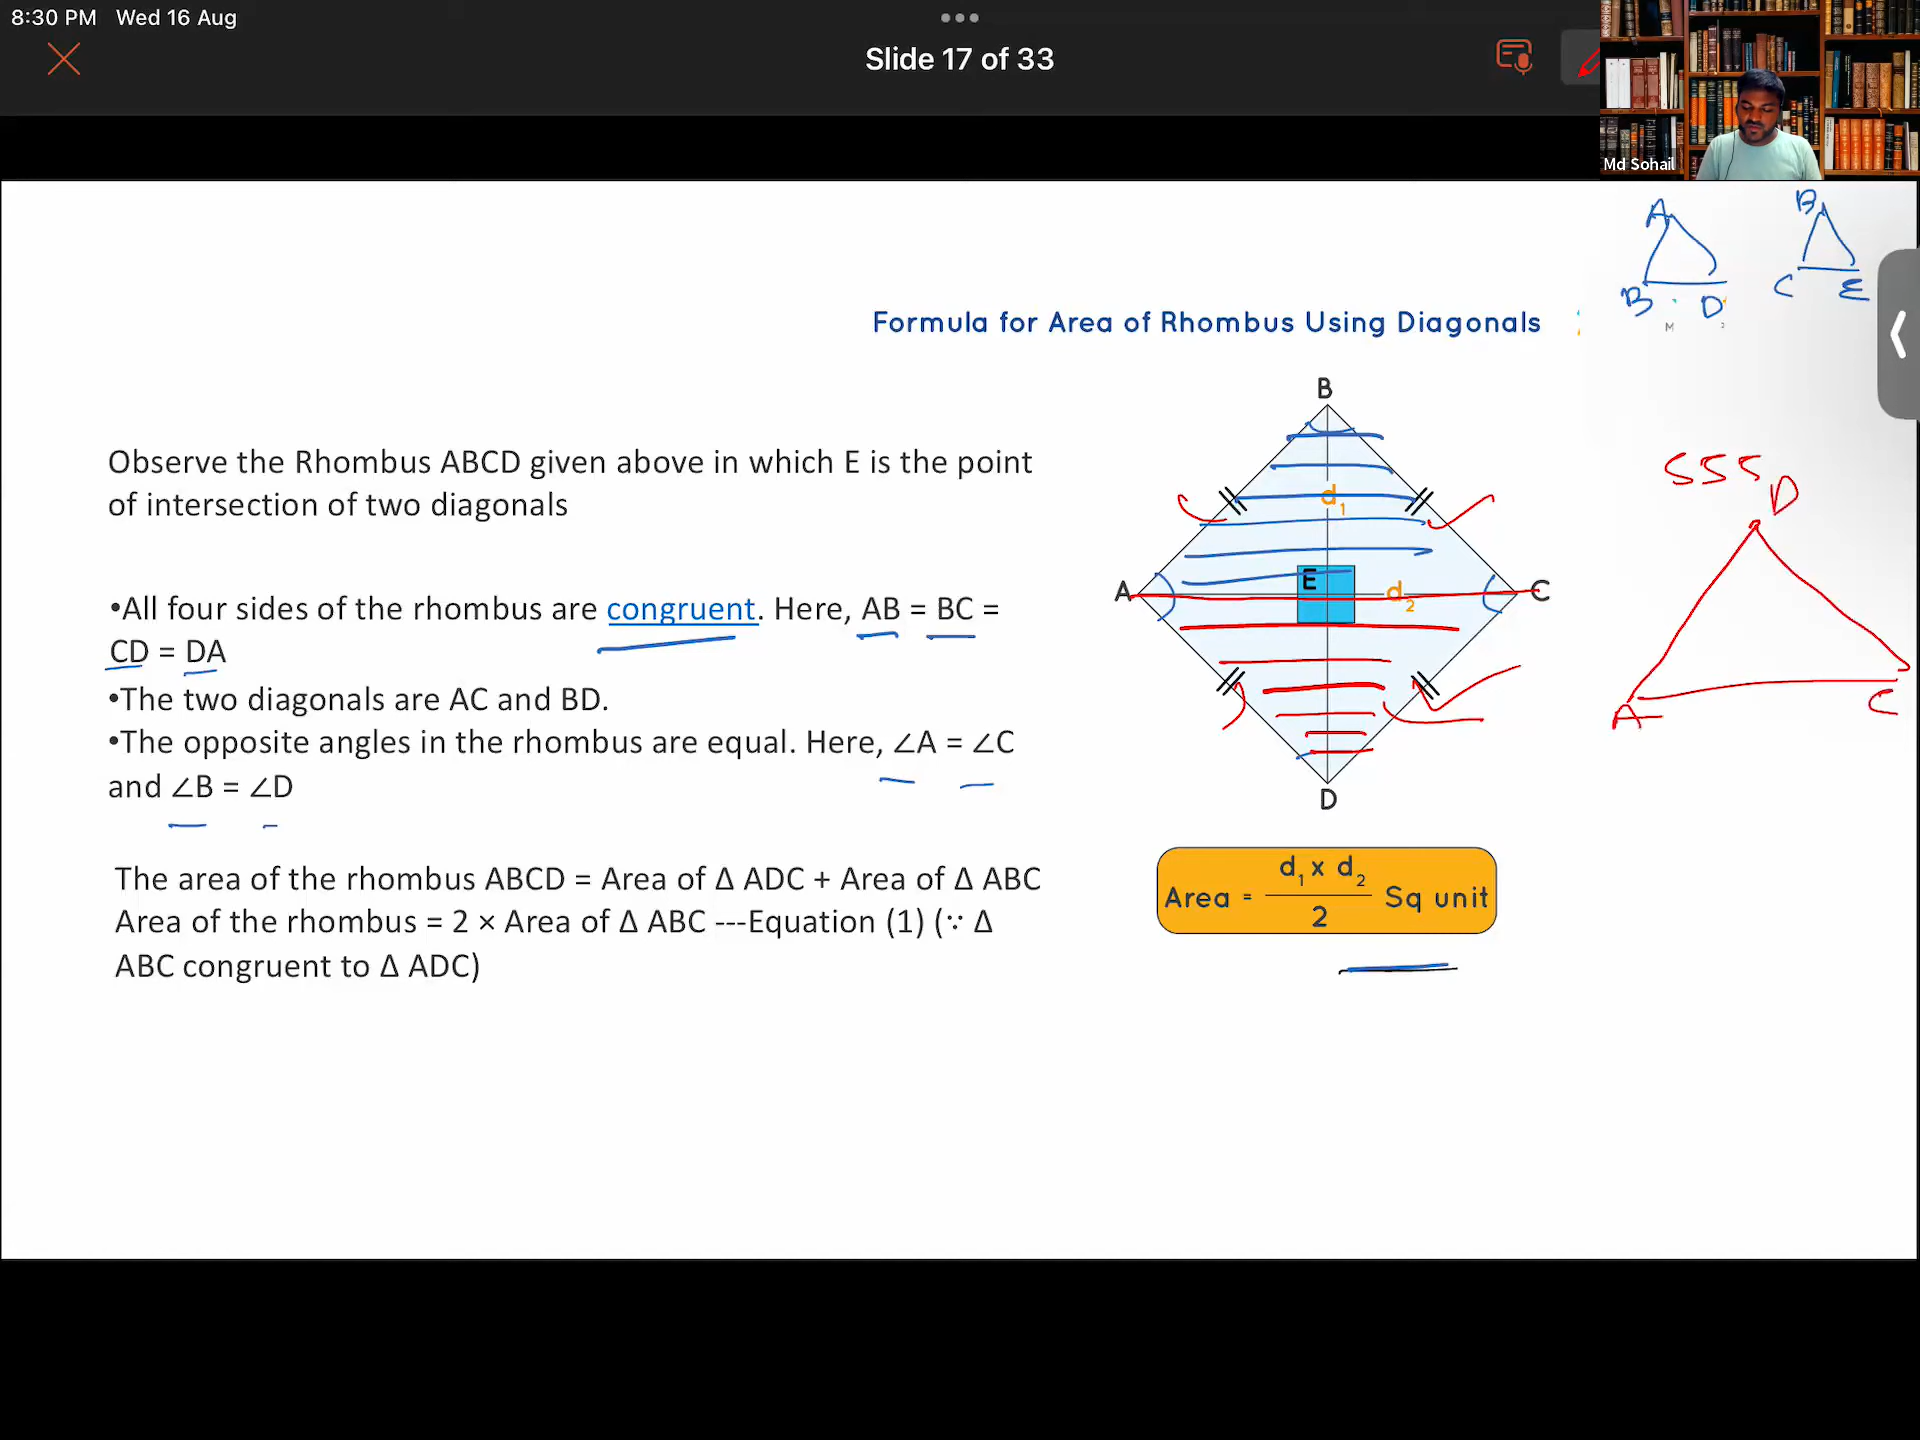 8:30 PM Wed 16 Aug
Slide 17 of 33
Md Sohail
A
B D
B
C E
Formula for Area of Rhombus Using Diagonals
Observe the Rhombus ABCD given above in which E is the point
of intersection of two diagonals
•All four sides of the rhombus are congruent. Here, AB = BC =
CD = DA
•The two diagonals are AC and BD.
•The opposite angles in the rhombus are equal. Here, ∠A = ∠C
and ∠B = ∠D
The area of the rhombus ABCD = Area of ∆ ADC + Area of ∆ ABC
Area of the rhombus = 2 × Area of ∆ ABC ---Equation (1) (∵ ∆
ABC congruent to ∆ ADC)
B
d₁
A E d₂ C
D
Area = d₁ x d₂ / 2 Sq unit
SSS
D
A C